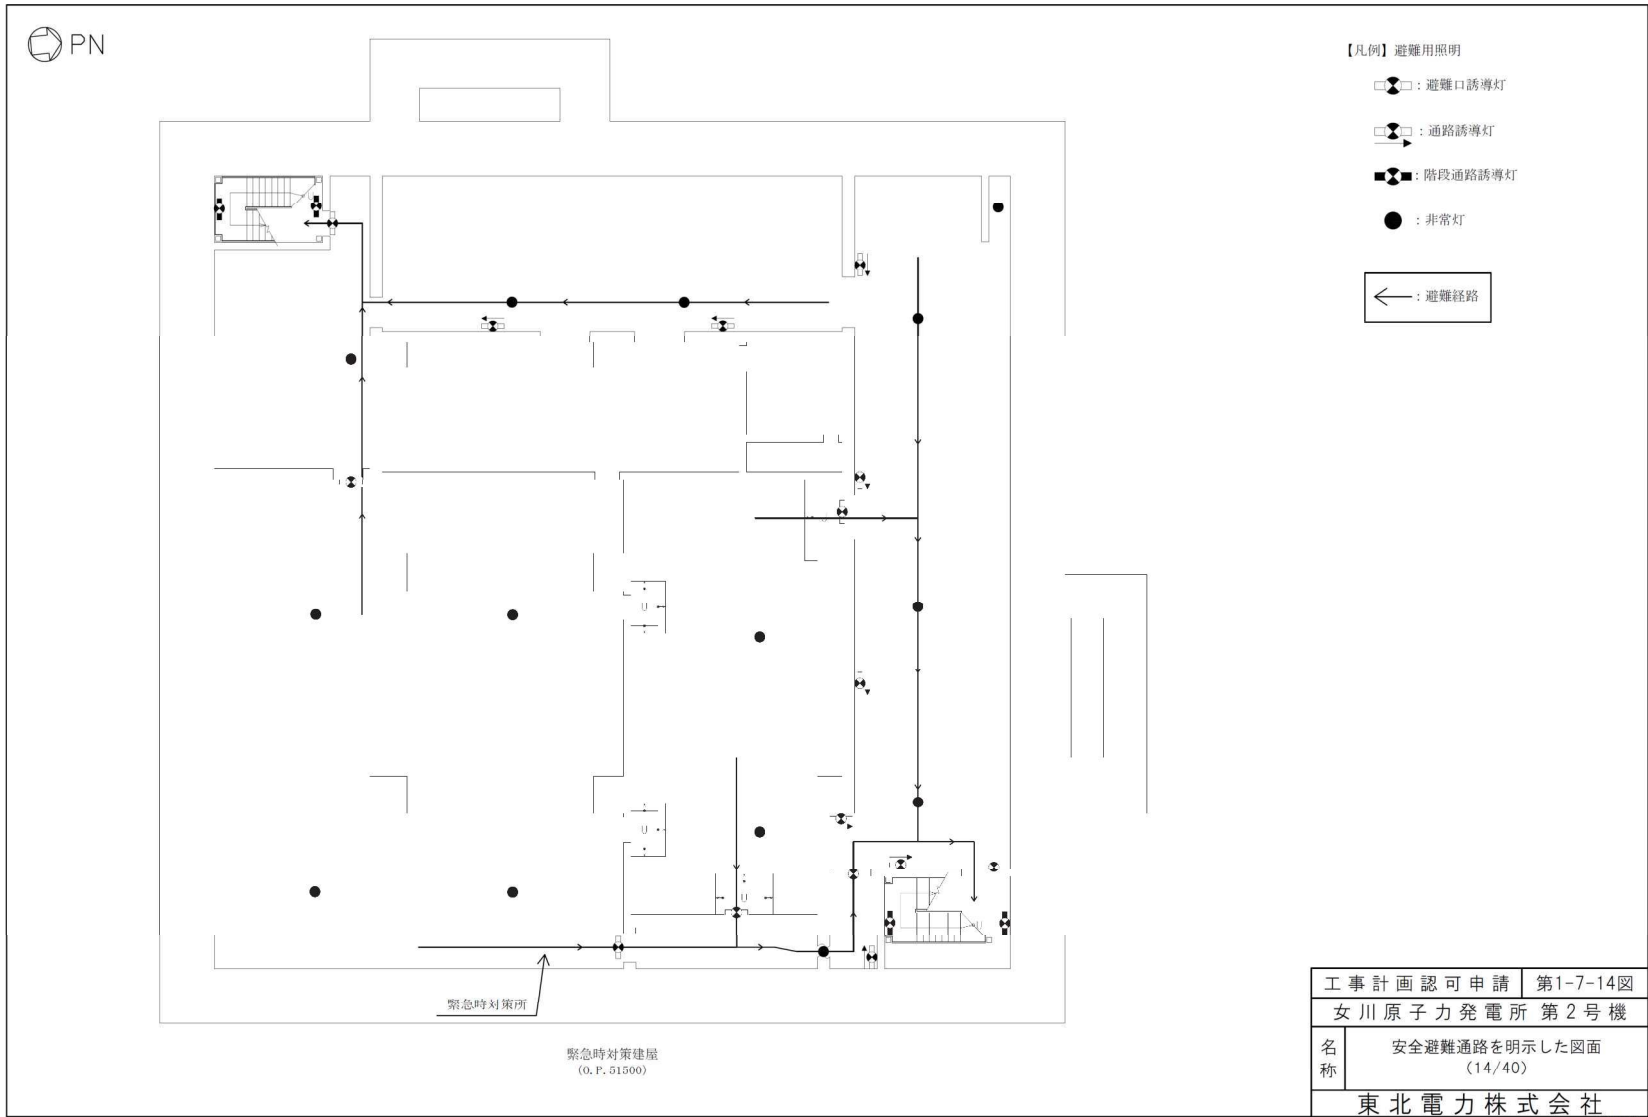 PN
【凡例】避難用照明
：避難口誘導灯
：通路誘導灯
：階段通路誘導灯
：非常灯
：避難経路
U
U
U
U
U
緊急時対策所
緊急時対策建屋
(O.P.51500)
工事計画認可申請 第1-7-14図
女川原子力発電所 第2号機
名称 安全避難通路を明示した図面
（14/40）
東北電力株式会社